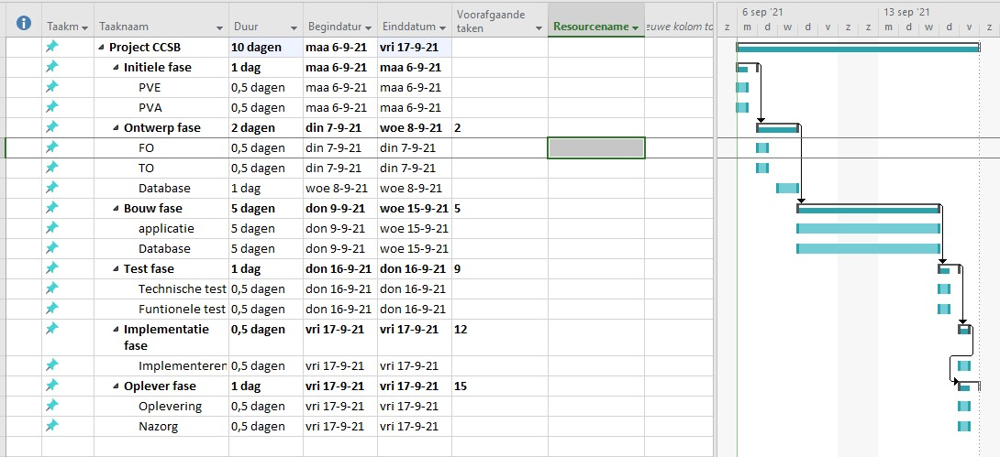 6 sep '21 13 sep '21
Taakm Taaknaam Duur Begindatur Einddatum Voorafgaande taken Resourcename euwe kolom to z m d w d v z z m d w d v z
Project CCSB 10 dagen maa 6-9-21 vri 17-9-21
Initiele fase 1 dag maa 6-9-21 maa 6-9-21
PVE 0,5 dagen maa 6-9-21 maa 6-9-21
PVA 0,5 dagen maa 6-9-21 maa 6-9-21
Ontwerp fase 2 dagen din 7-9-21 woe 8-9-21 2
FO 0,5 dagen din 7-9-21 din 7-9-21
TO 0,5 dagen din 7-9-21 din 7-9-21
Database 1 dag woe 8-9-21 woe 8-9-21
Bouw fase 5 dagen don 9-9-21 woe 15-9-21 5
applicatie 5 dagen don 9-9-21 woe 15-9-21
Database 5 dagen don 9-9-21 woe 15-9-21
Test fase 1 dag don 16-9-21 don 16-9-21 9
Technische test 0,5 dagen don 16-9-21 don 16-9-21
Funtionele test 0,5 dagen don 16-9-21 don 16-9-21
Implementatie fase 0,5 dagen vri 17-9-21 vri 17-9-21 12
Implementeren 0,5 dagen vri 17-9-21 vri 17-9-21
Oplever fase 1 dag vri 17-9-21 vri 17-9-21 15
Oplevering 0,5 dagen vri 17-9-21 vri 17-9-21
Nazorg 0,5 dagen vri 17-9-21 vri 17-9-21